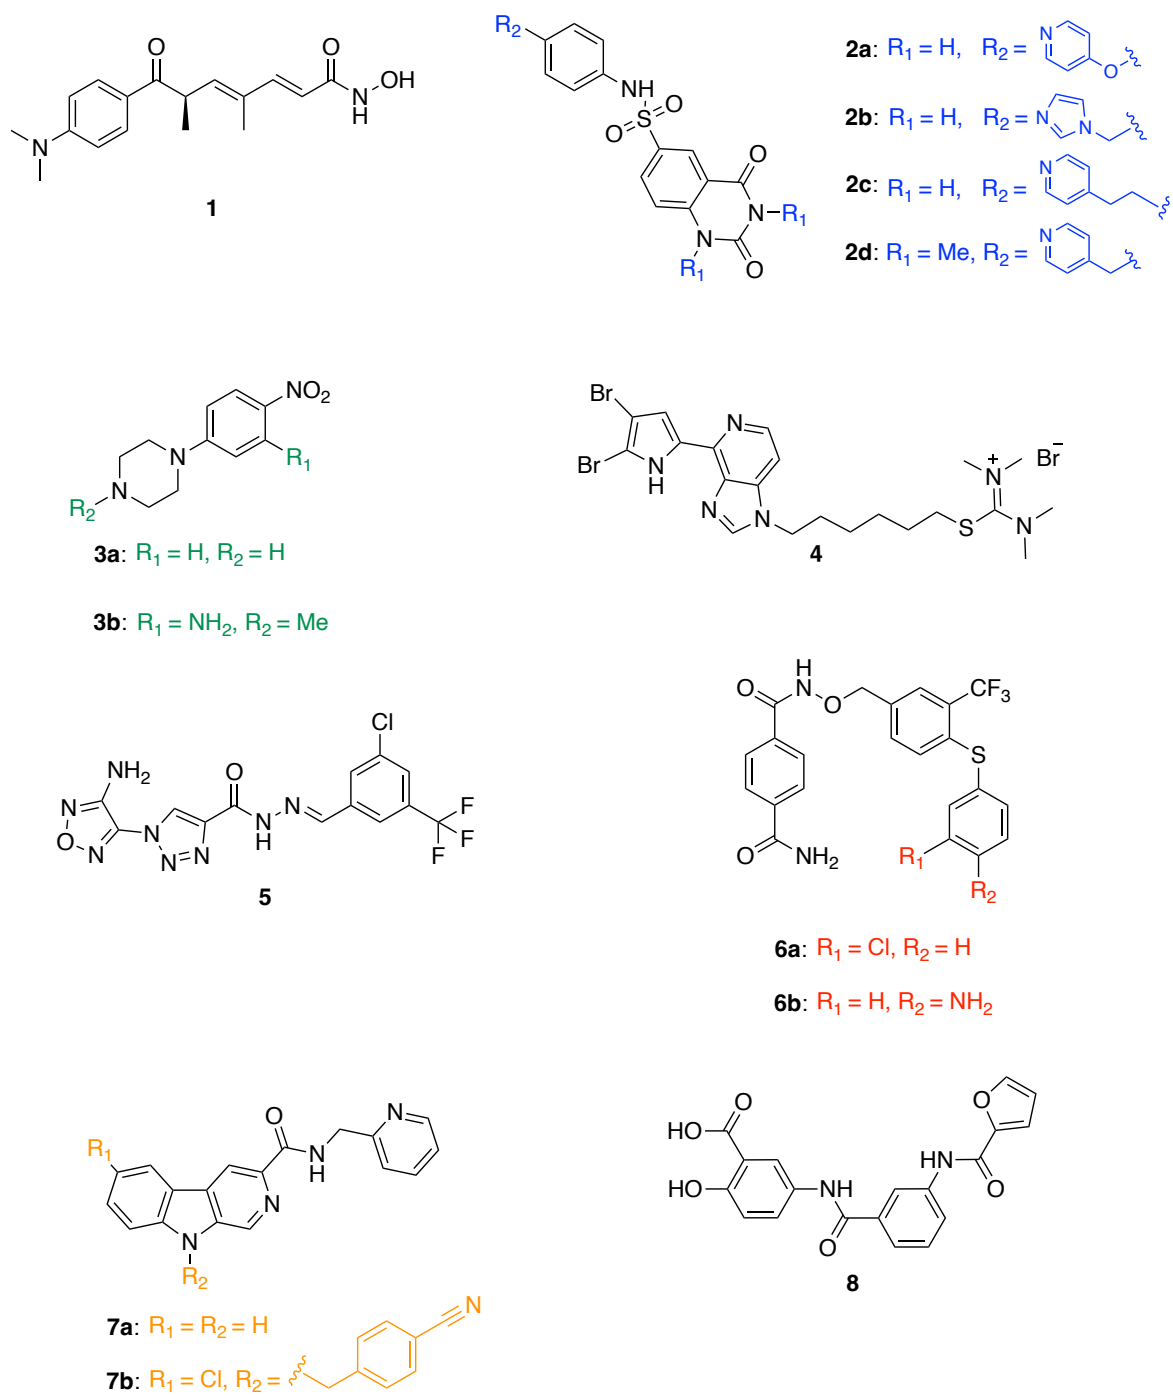 O
O
N
H
OH
N
1
R2
NH
S
O
O
O
N
R1
N
R1
O
2a: R1 = H, R2 =
N
O
2b: R1 = H, R2 =
N
N
2c: R1 = H, R2 =
N
2d: R1 = Me, R2 =
N
NO2
R1
N
N
R2
3a: R1 = H, R2 = H
3b: R1 = NH2, R2 = Me
Br
Br
N
H
N
N
N
S
N
+
N
Br−
4
Cl
NH2
O
N
N
H
N
O
N
N
N
N
F
F
F
5
H
N
O
O
CF3
S
O
NH2
R1
R2
6a: R1 = Cl, R2 = H
6b: R1 = H, R2 = NH2
O
N
H
N
R1
N
N
R2
7a: R1 = R2 = H
7b: R1 = Cl, R2 =
N
O
HO
HO
NH
O
HN
O
O
8